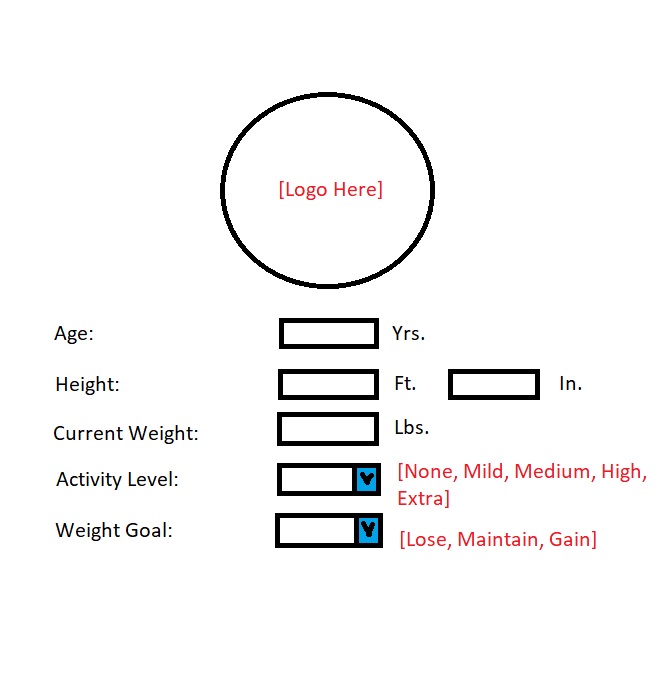 [Logo Here]
Age: Yrs.
Height: Ft. In.
Current Weight: Lbs.
Activity Level: [None, Mild, Medium, High,
Extra]
Weight Goal: [Lose, Maintain, Gain]